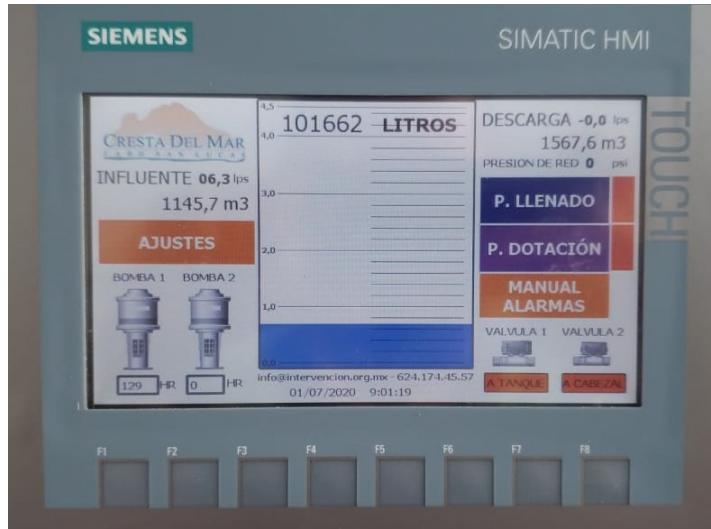 SIEMENS
SIMATIC HMI
TOUCH
CRESTA DEL MAR
CABO SAN LUCAS
INFLUENTE 06,3 lps
1145,7 m3
AJUSTES
BOMBA 1 BOMBA 2
129 HR 0 HR
4,5
101662 LITROS
4,0
3,0
2,0
1,0
0,0
info@intervencion.org.mx - 624.174.45.57
01/07/2020 9:01:19
DESCARGA -0,0 lps
1567,6 m3
PRESION DE RED 0 psi
P. LLENADO
P. DOTACIÓN
MANUAL
ALARMAS
VALVULA 1 VALVULA 2
A TANQUE A CABEZAL
F1 F2 F3 F4 F5 F6 F7 F8